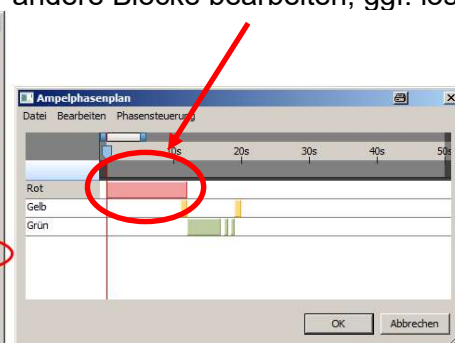 andere Blöcke bearbeiten, ggf. lös
Ampelphasenplan
Datei Bearbeiten Phasensteuerung
10s 20s 30s 40s 50s
Rot
Gelb
Grün
OK Abbrechen